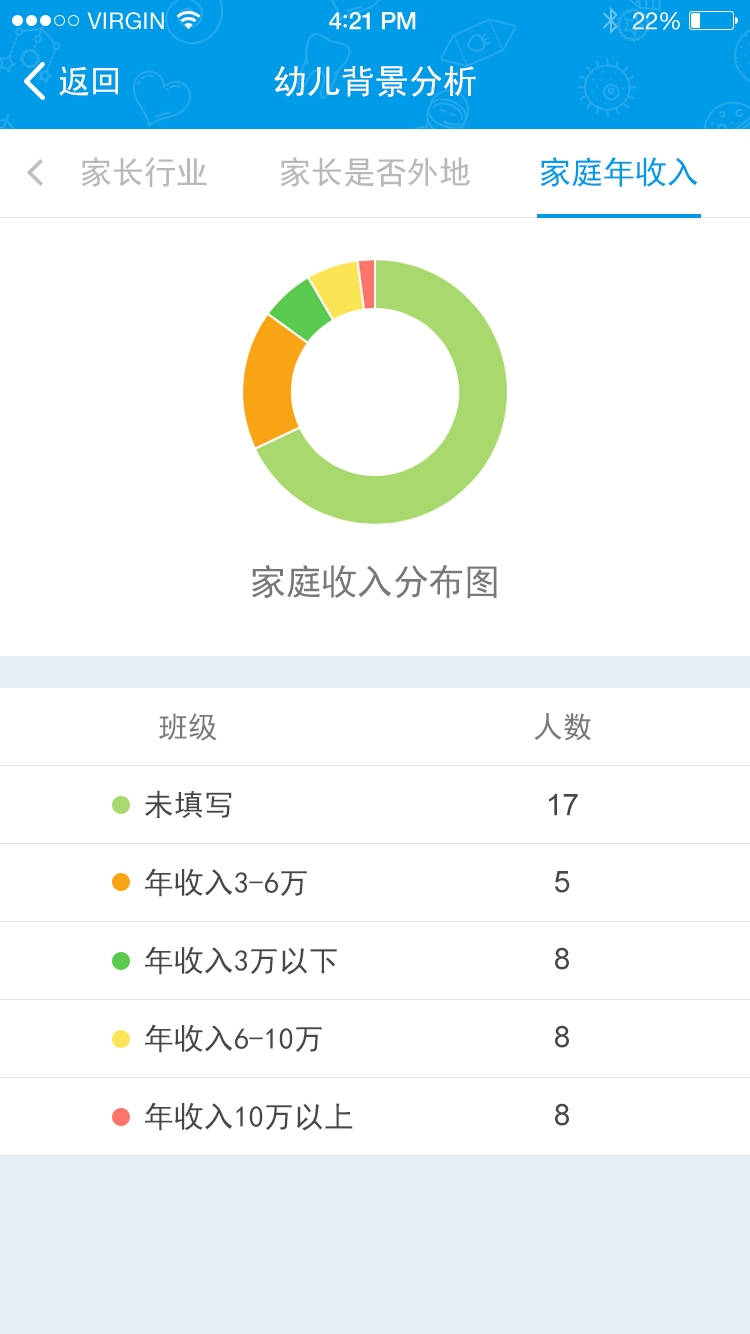 VIRGIN 4:21 PM 22%
返回 幼儿背景分析
家长行业 家长是否外地 家庭年收入
家庭收入分布图
班级 人数
未填写 17
年收入3-6万 5
年收入3万以下 8
年收入6-10万 8
年收入10万以上 8